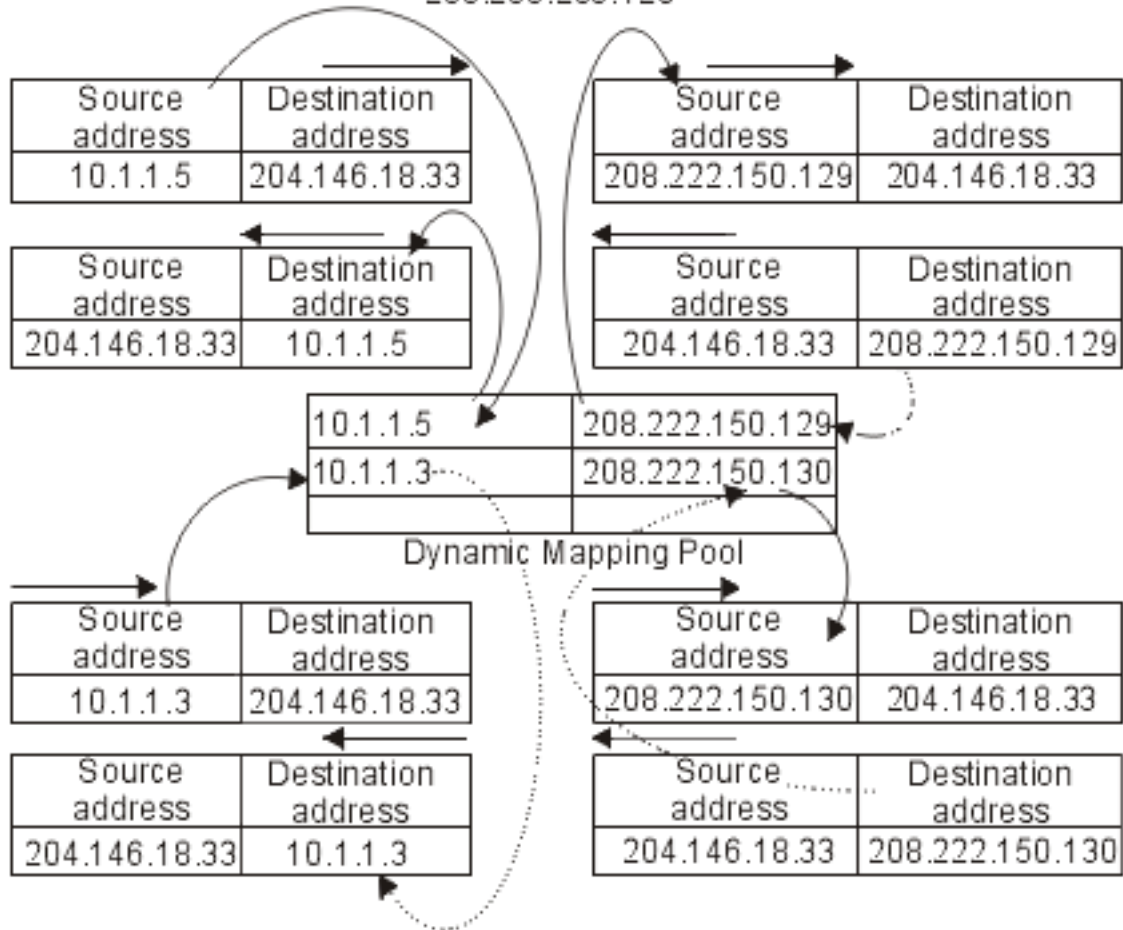 Source address Destination address
10.1.1.5 204.146.18.33
Source address Destination address
208.222.150.129 204.146.18.33
Source address Destination address
204.146.18.33 10.1.1.5
Source address Destination address
204.146.18.33 208.222.150.129
10.1.1.5 208.222.150.129
10.1.1.3 208.222.150.130
Dynamic Mapping Pool
Source address Destination address
10.1.1.3 204.146.18.33
Source address Destination address
208.222.150.130 204.146.18.33
Source address Destination address
204.146.18.33 10.1.1.3
Source address Destination address
204.146.18.33 208.222.150.130